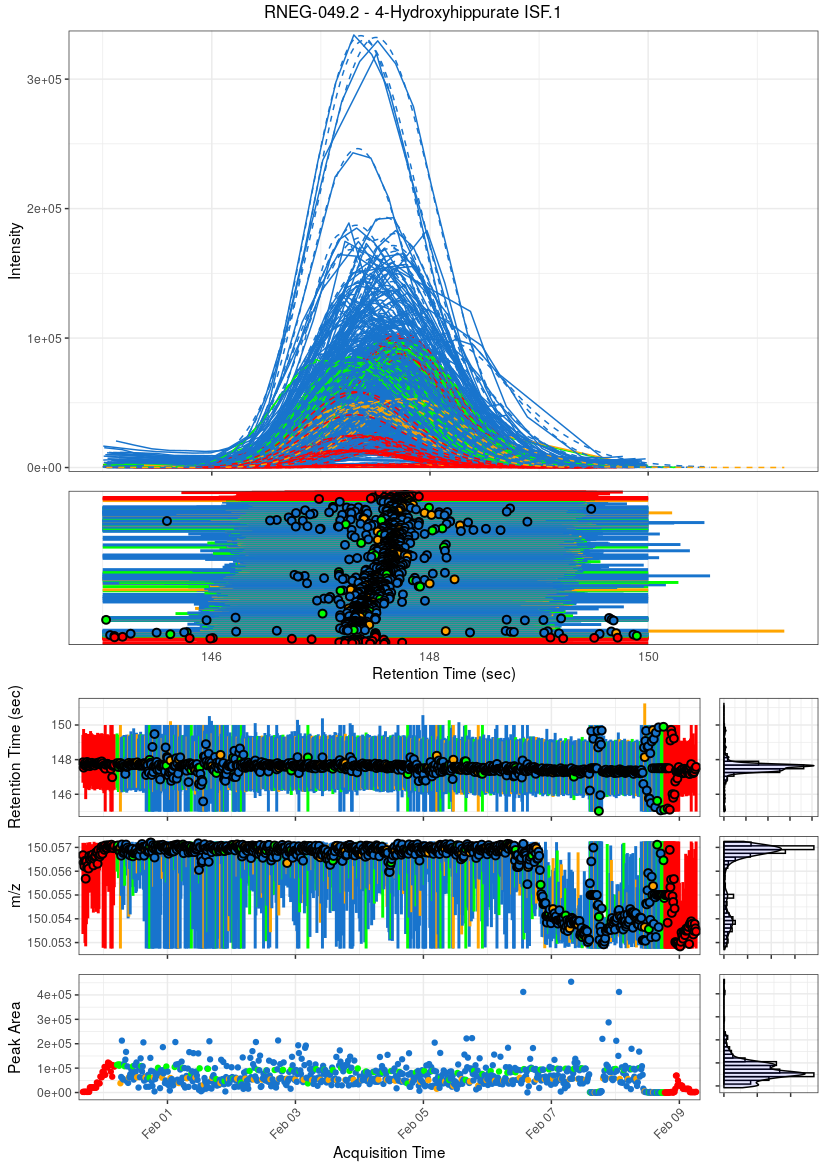 RNEG-049.2 - 4-Hydroxyhippurate ISF.1
3e+05
2e+05
1e+05
0e+00
Intensity
146
148
150
Retention Time (sec)
150
148
146
Retention Time (sec)
150.057
150.056
150.055
150.054
150.053
m/z
4e+05
3e+05
2e+05
1e+05
0e+00
Peak Area
Feb 01
Feb 03
Feb 05
Feb 07
Feb 09
Acquisition Time